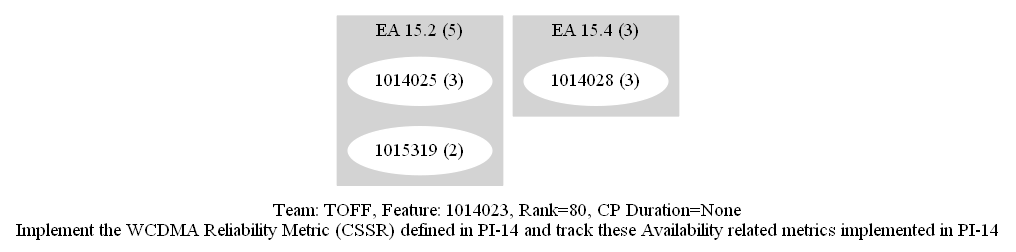 EA 15.2 (5)
EA 15.4 (3)
1014025 (3)
1014028 (3)
1015319 (2)
Team: TOFF, Feature: 1014023, Rank=80, CP Duration=None
Implement the WCDMA Reliability Metric (CSSR) defined in PI-14 and track these Availability related metrics implemented in PI-14